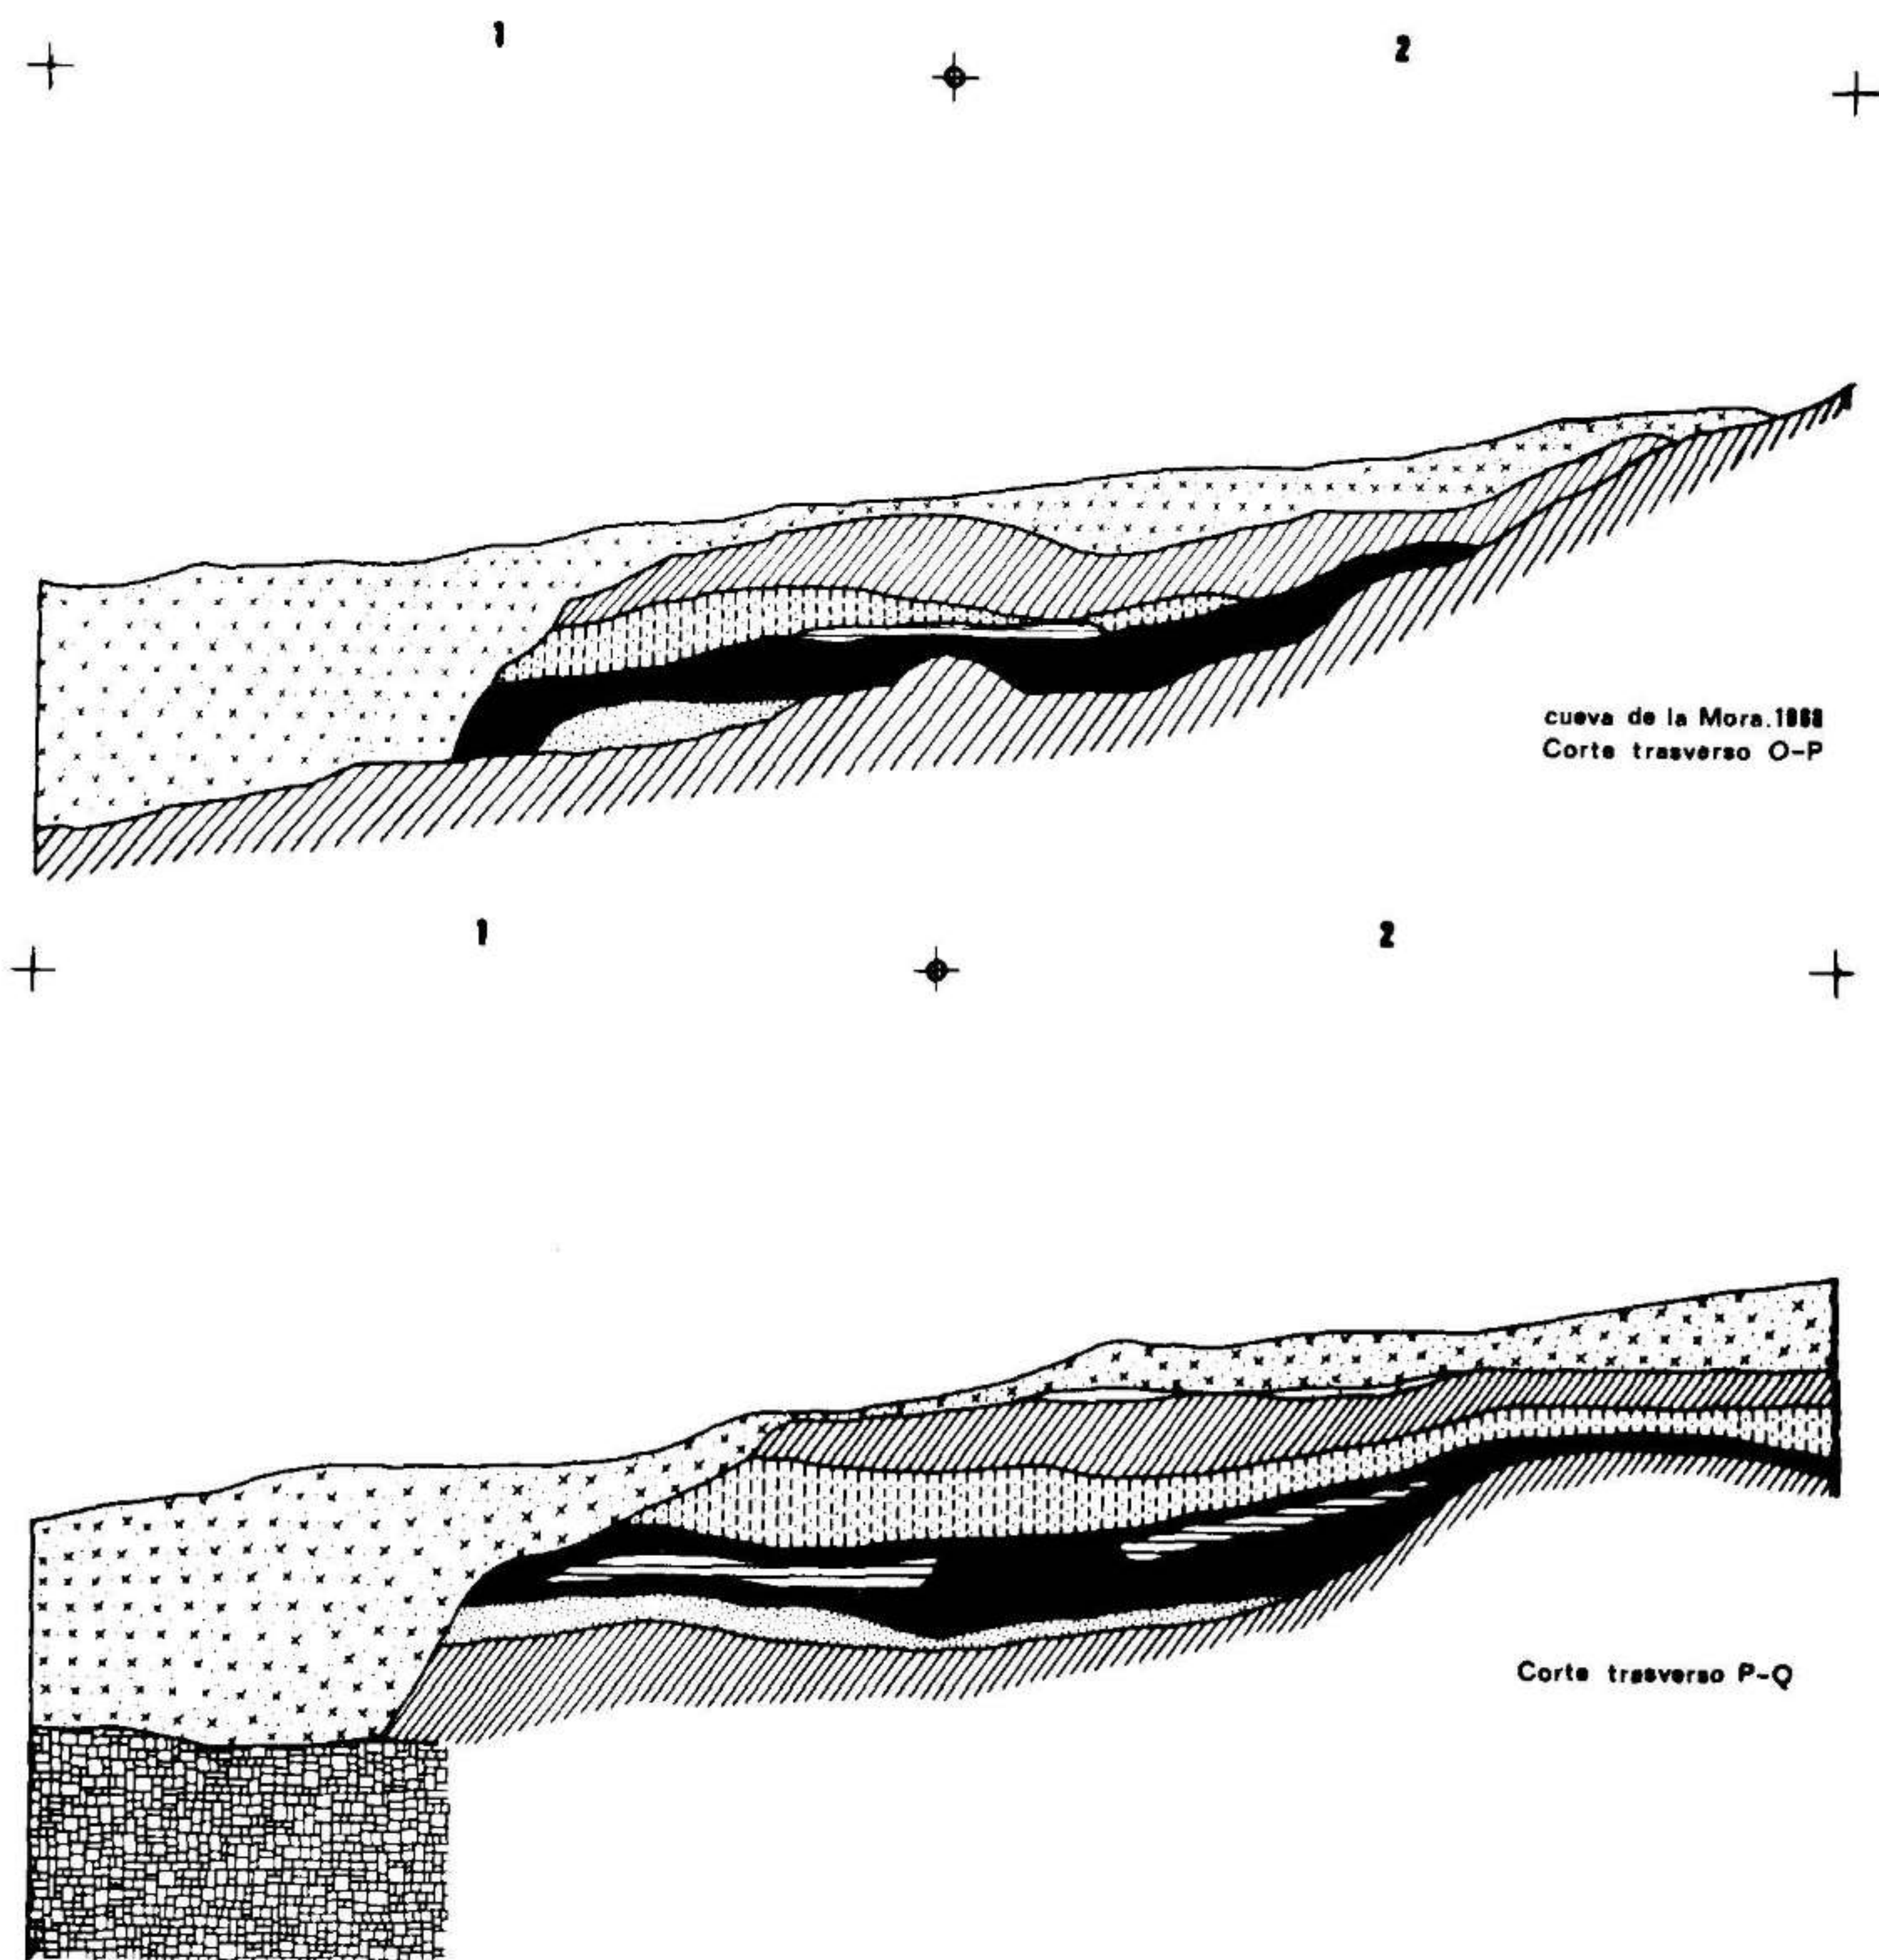 1
2
cueva de la Mora.
Corte trasverso O-P
1
2
Corte trasverso P-Q